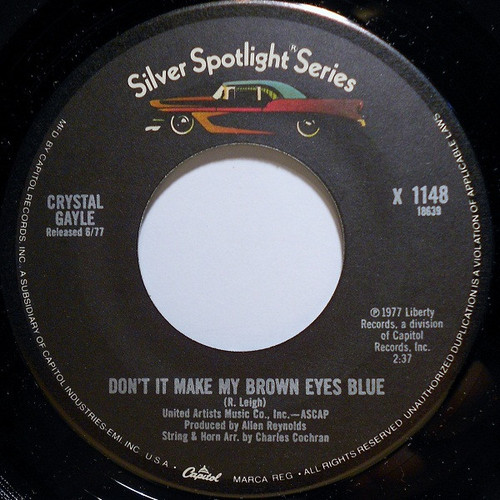 Silver Spotlight® Series
CRYSTAL
GAYLE
Released 6/77
X 1148
18639
℗ 1977 Liberty
Records, a division
of Capitol
Records, Inc.
2:37
DON'T IT MAKE MY BROWN EYES BLUE
(R. Leigh)
United Artists Music Co., Inc.—ASCAP
Produced by Allen Reynolds
String & Horn Arr. by Charles Cochran
MFD BY CAPITOL RECORDS, INC. A SUBSIDIARY OF CAPITOL INDUSTRIES-EMI, INC. U.S.A. • Capitol MARCA REG • ALL RIGHTS RESERVED UNAUTHORIZED DUPLICATION IS A VIOLATION OF APPLICABLE LAWS